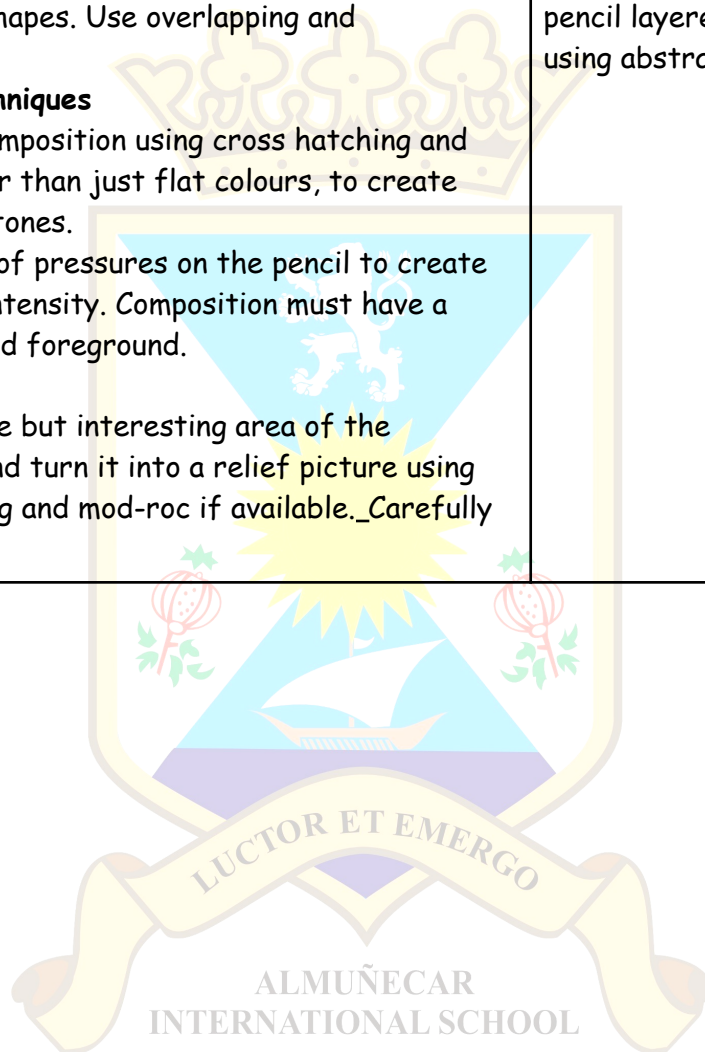 hapes. Use overlapping and
hniques
mposition using cross hatching and
r than just flat colours, to create
tones.
of pressures on the pencil to create
ntensity. Composition must have a
d foreground.
e but interesting area of the
nd turn it into a relief picture using
g and mod-roc if available._Carefully
pencil layere
using abstra
LUCTOR ET EMERGO
ALMUÑECAR
INTERNATIONAL SCHOOL